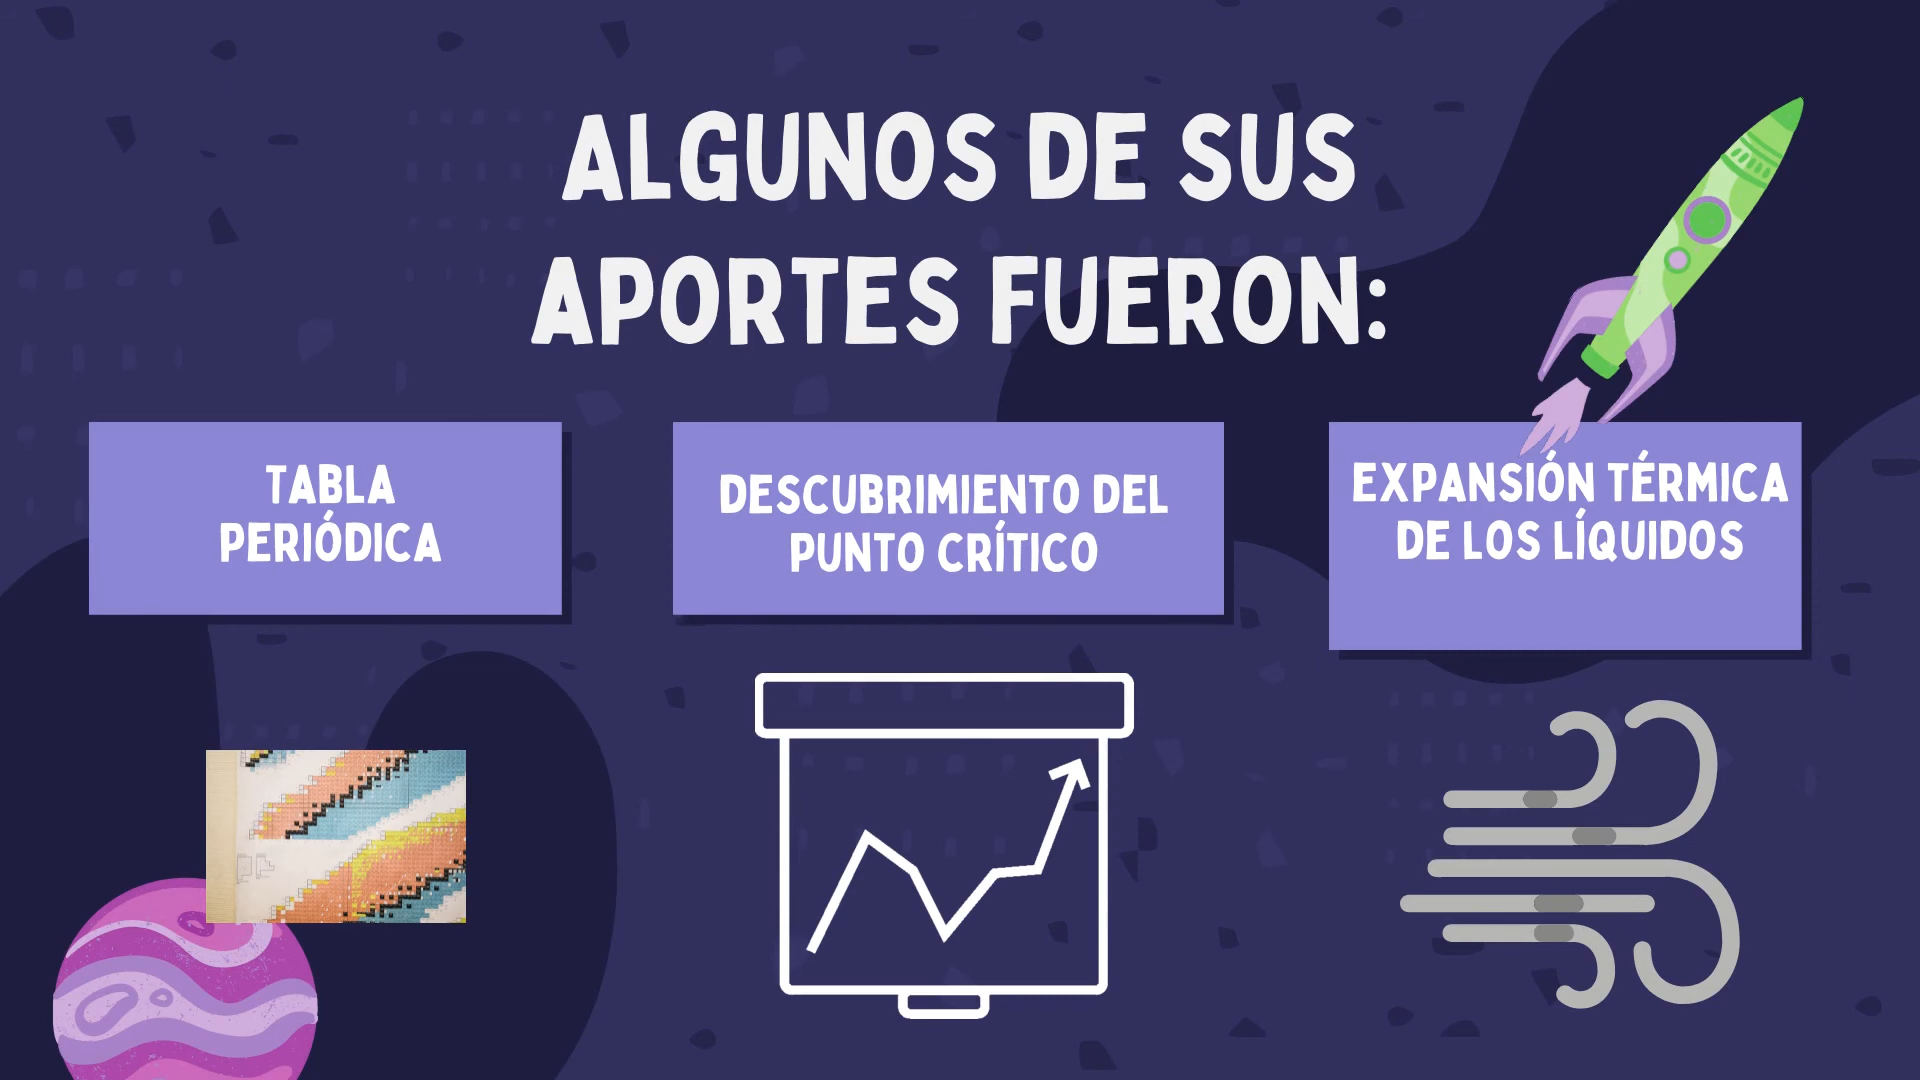 ALGUNOS DE SUS
APORTES FUERON:
TABLA
PERIÓDICA
DESCUBRIMIENTO DEL
PUNTO CRÍTICO
EXPANSIÓN TÉRMICA
DE LOS LÍQUIDOS